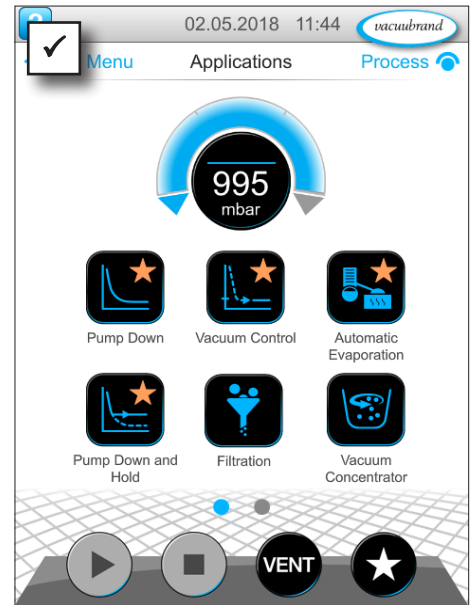 ?
02.05.2018 11:44 vacuubrand
Menu Applications Process
995
mbar
Pump Down Vacuum Control Automatic
Evaporation
Pump Down and
Hold
Filtration Vacuum
Concentrator
VENT